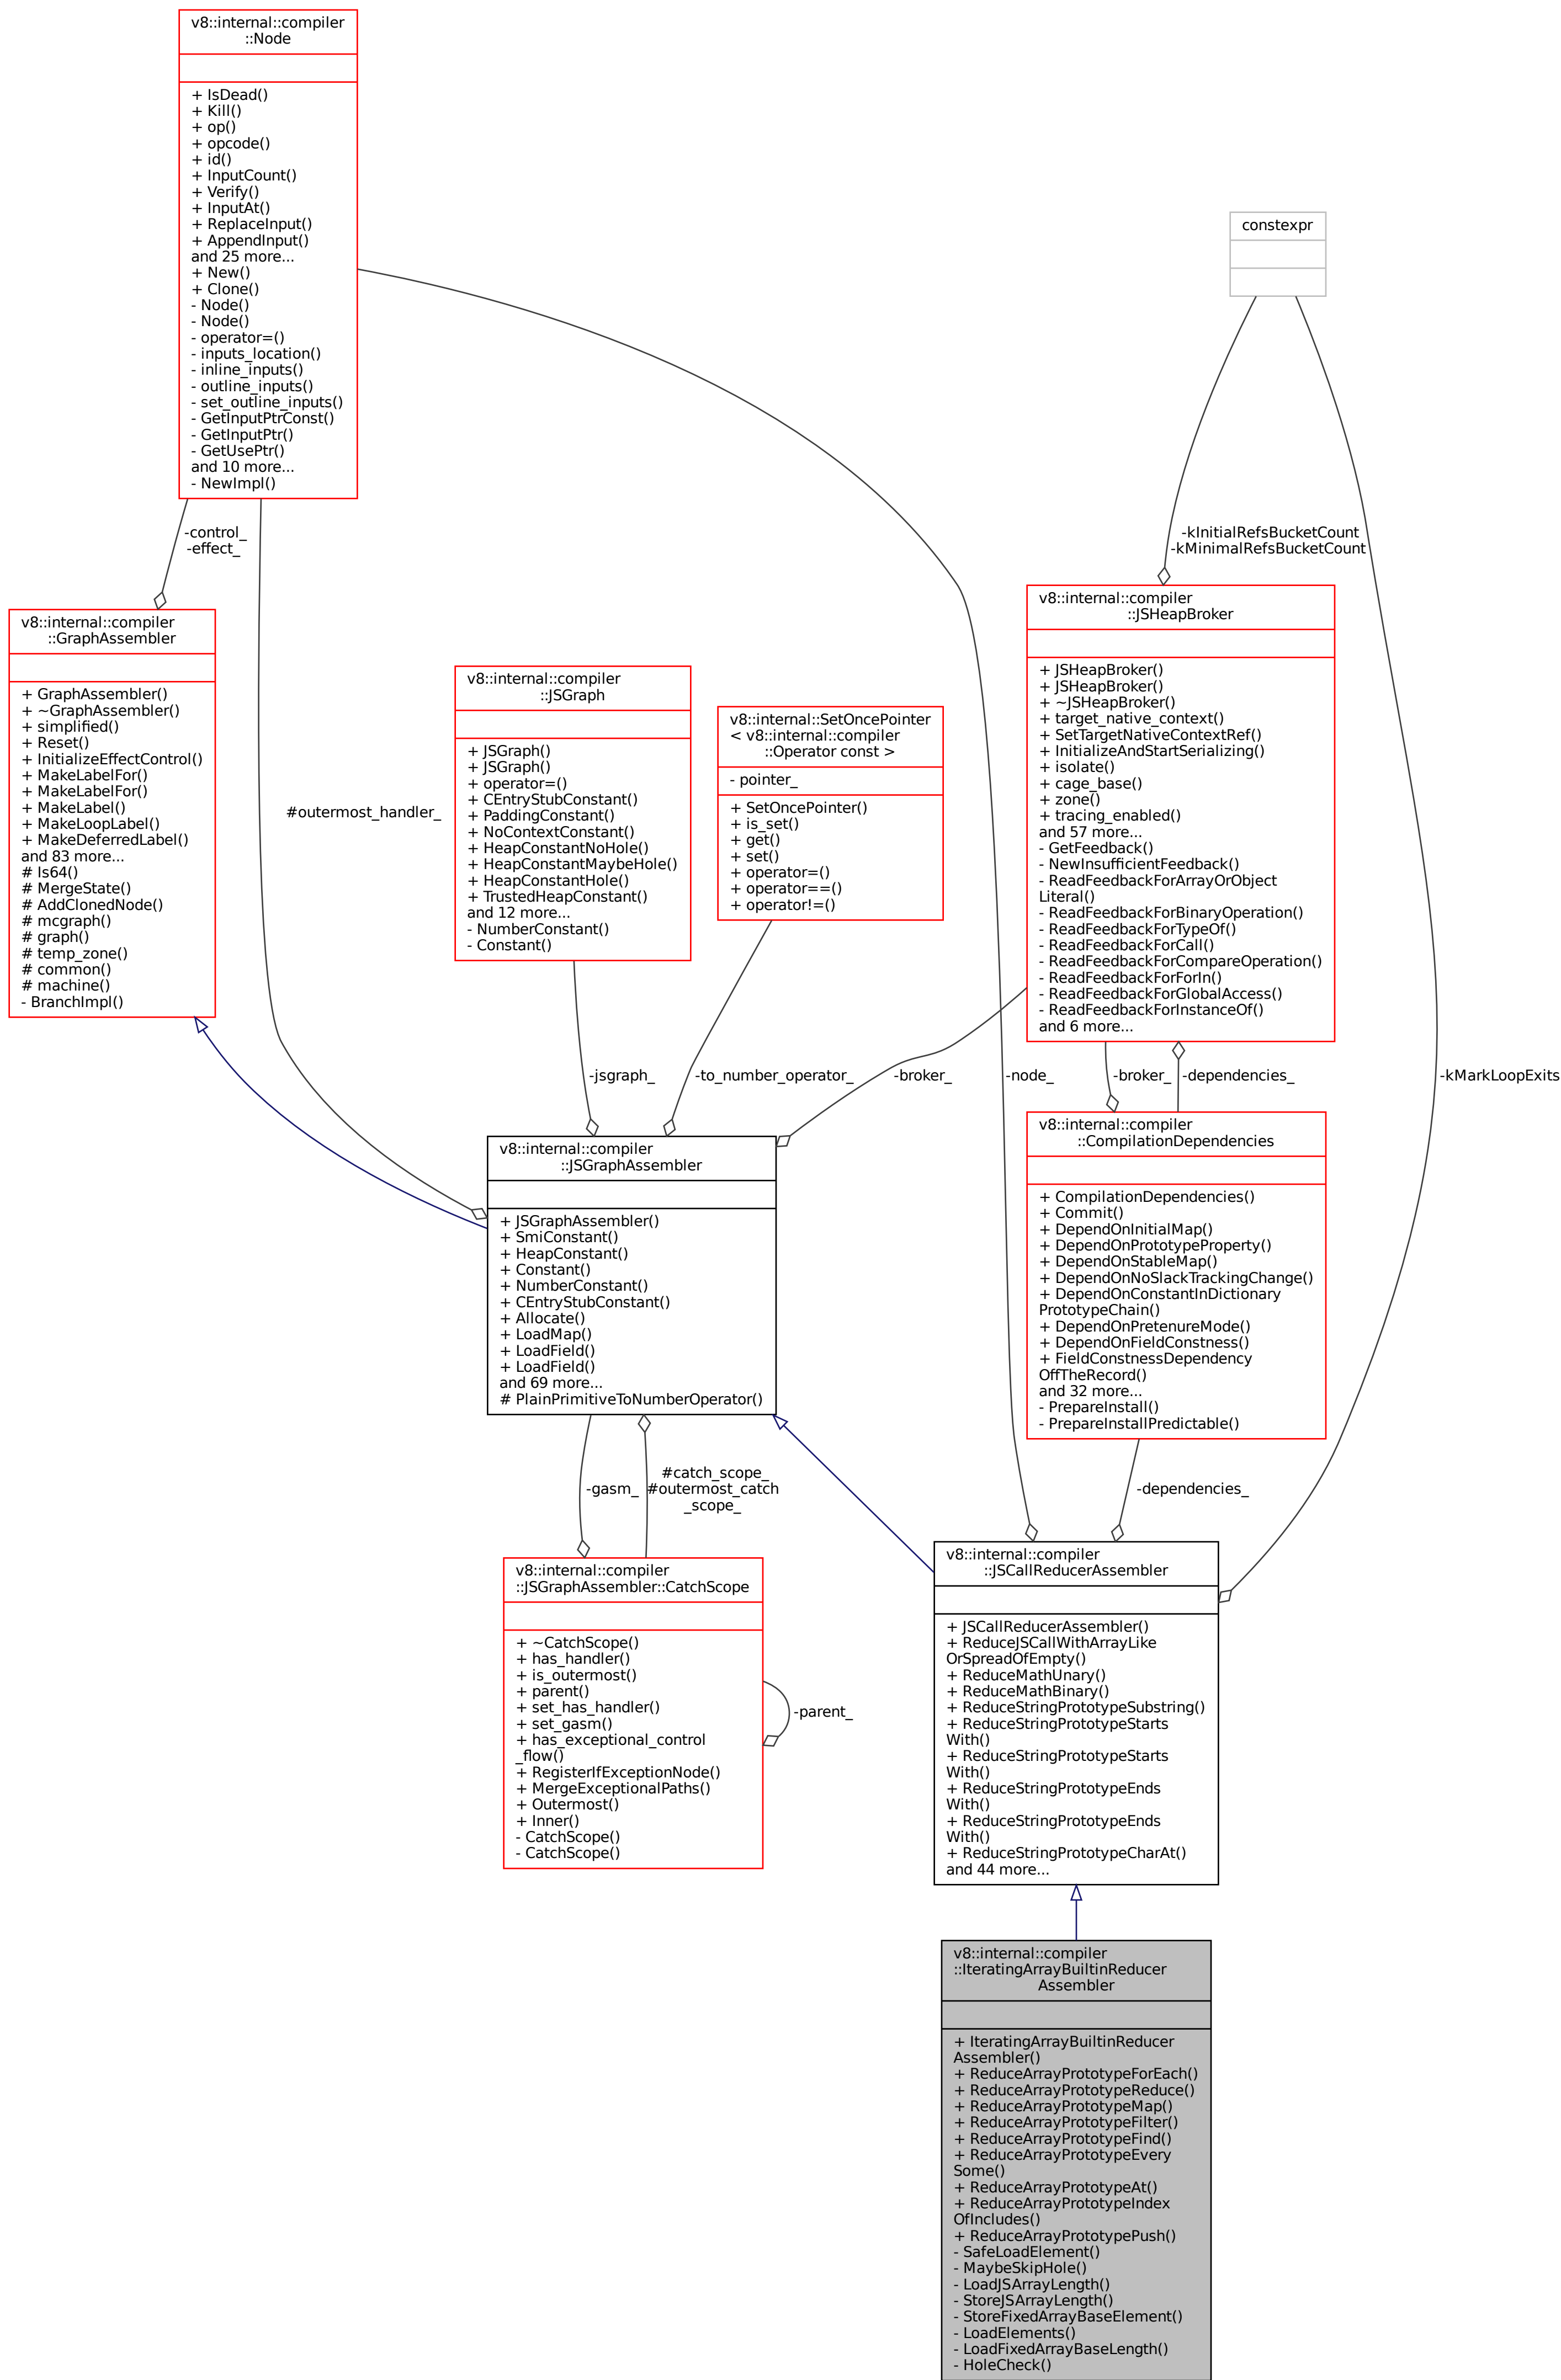 v8::internal::compiler
::Node
+ IsDead()
+ Kill()
+ op()
+ opcode()
+ id()
+ InputCount()
+ Verify()
+ InputAt()
+ ReplaceInput()
+ AppendInput()
and 25 more...
+ New()
+ Clone()
- Node()
- Node()
- operator=()
- inputs_location()
- inline_inputs()
- outline_inputs()
- set_outline_inputs()
- GetInputPtrConst()
- GetInputPtr()
- GetUsePtr()
and 10 more...
- NewImpl()
constexpr
-control_
-effect_
-kInitialRefsBucketCount
-kMinimalRefsBucketCount
v8::internal::compiler
::GraphAssembler
+ GraphAssembler()
+ ~GraphAssembler()
+ simplified()
+ Reset()
+ InitializeEffectControl()
+ MakeLabelFor()
+ MakeLabelFor()
+ MakeLabel()
+ MakeLoopLabel()
+ MakeDeferredLabel()
and 83 more...
# Is64()
# MergeState()
# AddClonedNode()
# mcgraph()
# graph()
# temp_zone()
# common()
# machine()
- BranchImpl()
#outermost_handler_
v8::internal::compiler
::JSGraph
+ JSGraph()
+ JSGraph()
+ operator=()
+ CEntryStubConstant()
+ PaddingConstant()
+ NoContextConstant()
+ HeapConstantNoHole()
+ HeapConstantMaybeHole()
+ HeapConstantHole()
+ TrustedHeapConstant()
and 12 more...
- NumberConstant()
- Constant()
v8::internal::SetOncePointer
< v8::internal::compiler
::Operator const >
- pointer_
+ SetOncePointer()
+ is_set()
+ get()
+ set()
+ operator=()
+ operator==()
+ operator!=()
v8::internal::compiler
::JSHeapBroker
+ JSHeapBroker()
+ JSHeapBroker()
+ ~JSHeapBroker()
+ target_native_context()
+ SetTargetNativeContextRef()
+ InitializeAndStartSerializing()
+ isolate()
+ cage_base()
+ zone()
+ tracing_enabled()
and 57 more...
- GetFeedback()
- NewInsufficientFeedback()
- ReadFeedbackForArrayOrObject
Literal()
- ReadFeedbackForBinaryOperation()
- ReadFeedbackForTypeOf()
- ReadFeedbackForCall()
- ReadFeedbackForCompareOperation()
- ReadFeedbackForForIn()
- ReadFeedbackForGlobalAccess()
- ReadFeedbackForInstanceOf()
and 6 more...
-jsgraph_
-to_number_operator_
-broker_
-node_
-broker_
-dependencies_
-kMarkLoopExits
v8::internal::compiler
::JSGraphAssembler
+ JSGraphAssembler()
+ SmiConstant()
+ HeapConstant()
+ Constant()
+ NumberConstant()
+ CEntryStubConstant()
+ Allocate()
+ LoadMap()
+ LoadField()
+ LoadField()
and 69 more...
# PlainPrimitiveToNumberOperator()
v8::internal::compiler
::CompilationDependencies
+ CompilationDependencies()
+ Commit()
+ DependOnInitialMap()
+ DependOnPrototypeProperty()
+ DependOnStableMap()
+ DependOnNoSlackTrackingChange()
+ DependOnConstantInDictionary
PrototypeChain()
+ DependOnPretenureMode()
+ DependOnFieldConstness()
+ FieldConstnessDependency
OffTheRecord()
and 32 more...
- PrepareInstall()
- PrepareInstallPredictable()
-gasm_
#catch_scope_
#outermost_catch
_scope_
-dependencies_
v8::internal::compiler
::JSGraphAssembler::CatchScope
+ ~CatchScope()
+ has_handler()
+ is_outermost()
+ parent()
+ set_has_handler()
+ set_gasm()
+ has_exceptional_control
_flow()
+ RegisterIfExceptionNode()
+ MergeExceptionalPaths()
+ Outermost()
+ Inner()
- CatchScope()
- CatchScope()
-parent_
v8::internal::compiler
::JSCallReducerAssembler
+ JSCallReducerAssembler()
+ ReduceJSCallWithArrayLike
OrSpreadOfEmpty()
+ ReduceMathUnary()
+ ReduceMathBinary()
+ ReduceStringPrototypeSubstring()
+ ReduceStringPrototypeStarts
With()
+ ReduceStringPrototypeStarts
With()
+ ReduceStringPrototypeEnds
With()
+ ReduceStringPrototypeEnds
With()
+ ReduceStringPrototypeCharAt()
and 44 more...
v8::internal::compiler
::IteratingArrayBuiltinReducer
Assembler
+ IteratingArrayBuiltinReducer
Assembler()
+ ReduceArrayPrototypeForEach()
+ ReduceArrayPrototypeReduce()
+ ReduceArrayPrototypeMap()
+ ReduceArrayPrototypeFilter()
+ ReduceArrayPrototypeFind()
+ ReduceArrayPrototypeEvery
Some()
+ ReduceArrayPrototypeAt()
+ ReduceArrayPrototypeIndex
OfIncludes()
+ ReduceArrayPrototypePush()
- SafeLoadElement()
- MaybeSkipHole()
- LoadJSArrayLength()
- StoreJSArrayLength()
- StoreFixedArrayBaseElement()
- LoadElements()
- LoadFixedArrayBaseLength()
- HoleCheck()